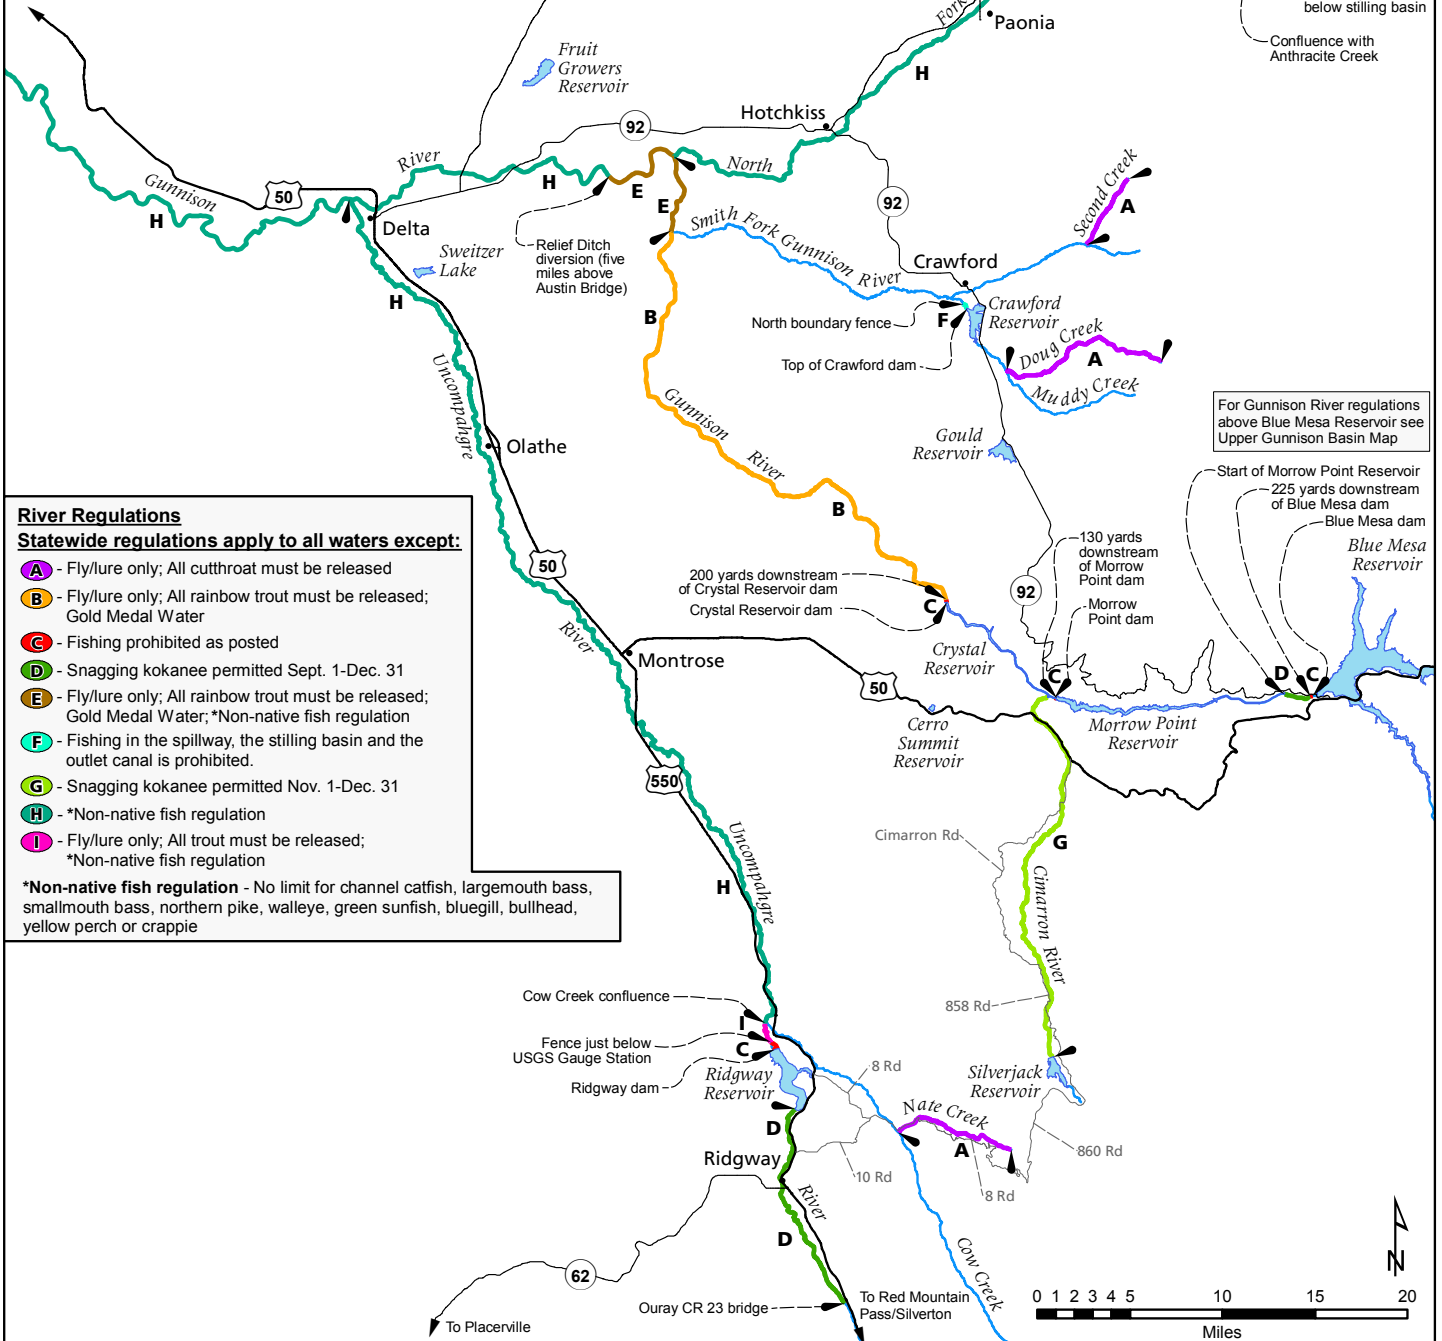 below stilling basin
Confluence with
Anthracite Creek
Paonia
Fork
H
Fruit
Growers
Reservoir
92
Hotchkiss
River
H
North
E
E
Gunnison
H
50
Delta
Sweitzer
Lake
H
Relief Ditch
diversion (five
miles above
Austin Bridge)
Smith Fork Gunnison River
92
Second Creek
A
Crawford
Crawford
Reservoir
North boundary fence
F
Top of Crawford dam
Doug Creek
A
Muddy Creek
B
Uncompahgre
Gunnison
River
B
Olathe
Gould
Reservoir
For Gunnison River regulations
above Blue Mesa Reservoir see
Upper Gunnison Basin Map
Start of Morrow Point Reservoir
225 yards downstream
of Blue Mesa dam
Blue Mesa dam
Blue Mesa
Reservoir
130 yards
downstream
of Morrow
Point dam
Morrow
Point dam
92
50
200 yards downstream
of Crystal Reservoir dam
Crystal Reservoir dam
C
Crystal
Reservoir
C
D
C
Morrow Point
Reservoir
River
Montrose
50
Cerro
Summit
Reservoir
550
River Regulations
Statewide regulations apply to all waters except:
A - Fly/lure only; All cutthroat must be released
B - Fly/lure only; All rainbow trout must be released;
Gold Medal Water
C - Fishing prohibited as posted
D - Snagging kokanee permitted Sept. 1-Dec. 31
E - Fly/lure only; All rainbow trout must be released;
Gold Medal Water; *Non-native fish regulation
F - Fishing in the spillway, the stilling basin and the
outlet canal is prohibited.
G - Snagging kokanee permitted Nov. 1-Dec. 31
H - *Non-native fish regulation
I - Fly/lure only; All trout must be released;
*Non-native fish regulation
*Non-native fish regulation - No limit for channel catfish, largemouth bass,
smallmouth bass, northern pike, walleye, green sunfish, bluegill, bullhead,
yellow perch or crappie
Uncompahgre
H
Cimarron Rd
G
Cimarron River
858 Rd
Cow Creek confluence
I
Fence just below
USGS Gauge Station
C
Ridgway dam
Ridgway
Reservoir
8 Rd
Silverjack
Reservoir
Nate Creek
A
860 Rd
10 Rd
8 Rd
D
Ridgway
River
D
Cow Creek
62
Ouray CR 23 bridge
To Red Mountain
Pass/Silverton
To Placerville
N
0 1 2 3 4 5 10 15 20
Miles